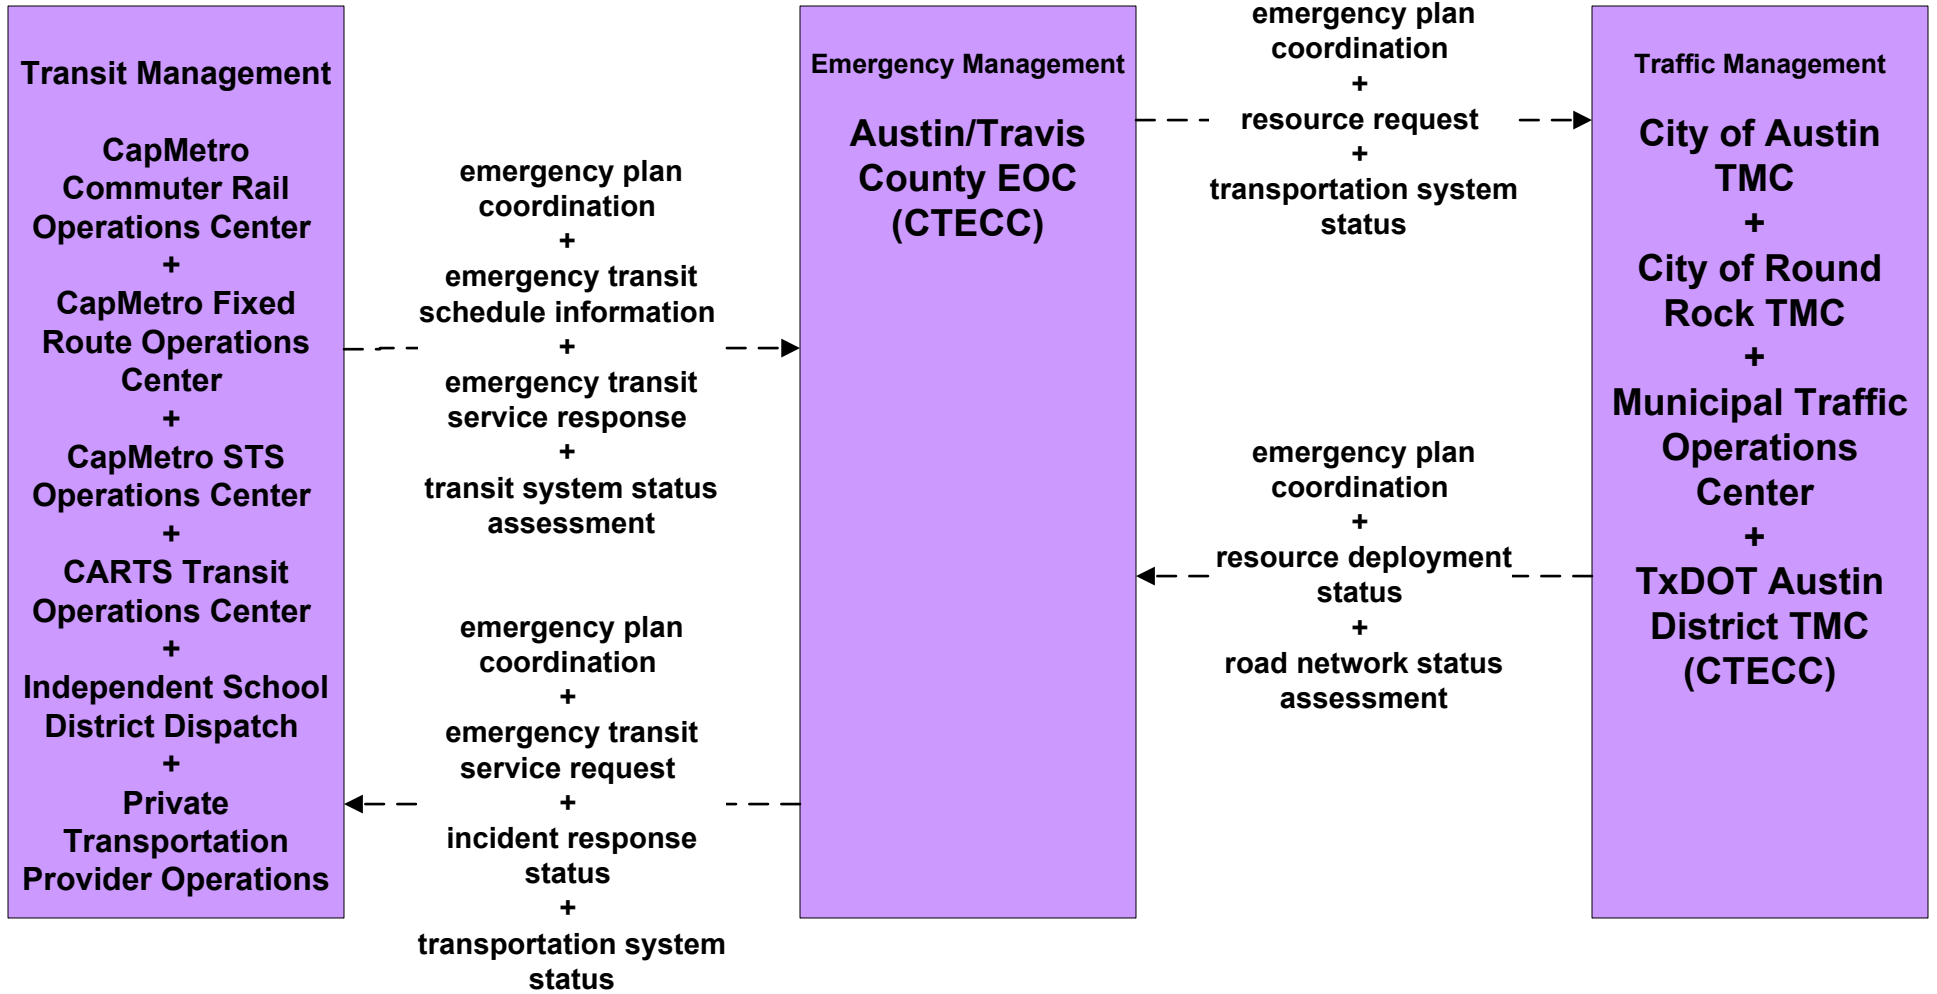 Transit Management
CapMetro
Commuter Rail
Operations Center
+
CapMetro Fixed
Route Operations
Center
+
CapMetro STS
Operations Center
+
CARTS Transit
Operations Center
+
Independent School
District Dispatch
+
Private
Transportation
Provider Operations
emergency plan
coordination
+
emergency transit
schedule information
+
emergency transit
service response
+
transit system status
assessment
emergency plan
coordination
+
emergency transit
service request
+
incident response
status
+
transportation system
status
Emergency Management
Austin/Travis
County EOC
(CTECC)
emergency plan
coordination
+
resource request
+
transportation system
status
emergency plan
coordination
+
resource deployment
status
+
road network status
assessment
Traffic Management
City of Austin
TMC
+
City of Round
Rock TMC
+
Municipal Traffic
Operations
Center
+
TxDOT Austin
District TMC
(CTECC)